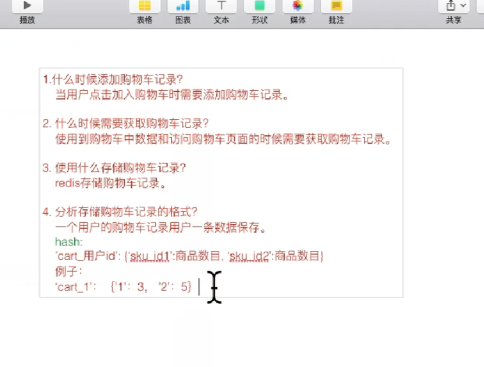 播放
表格
图表
文本
形状
媒体
批注
共享
1.什么时候添加购物车记录?
当用户点击加入购物车时需要添加购物车记录。
2. 什么时候需要获取购物车记录?
使用到购物车中数据和访问购物车页面的时候需要获取购物车记录。
3. 使用什么存储购物车记录?
redis存储购物车记录。
4. 分析存储购物车记录的格式?
一个用户的购物车记录用户一条数据保存。
hash:
'cart_用户id': {'sku_id1':商品数目, 'sku_id2':商品数目}
例子：
'cart_1': {'1': 3, '2': 5}